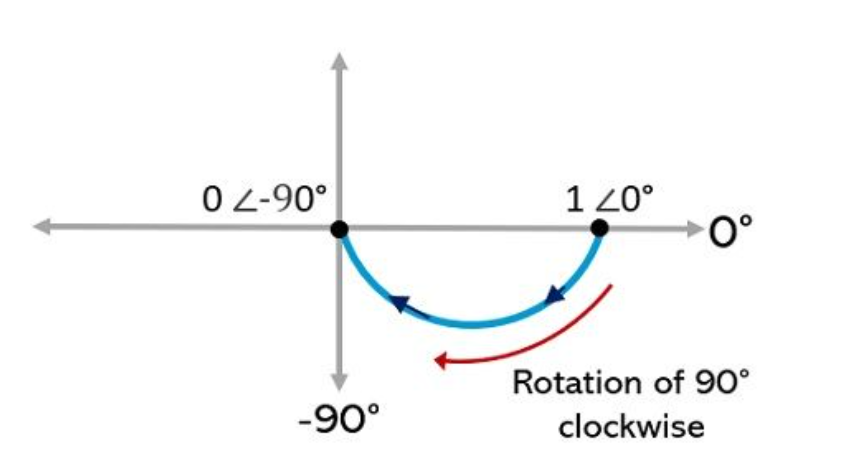 0 ∠-90°
1 ∠0°
0°
Rotation of 90°
clockwise
-90°